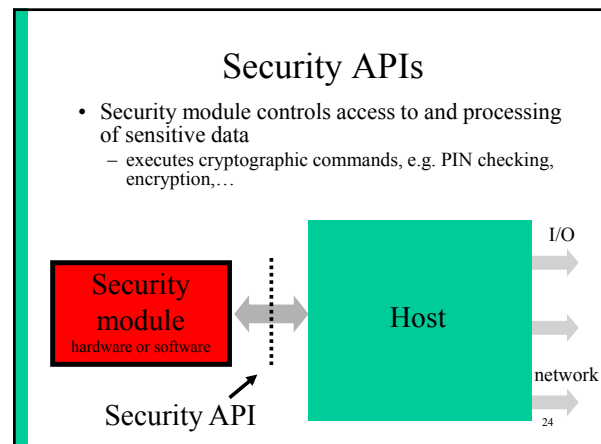 Security APIs
• Security module controls access to and processing
of sensitive data
– executes cryptographic commands, e.g. PIN checking,
encryption,…
I/O
Security
module
hardware or software
Host
network
Security API
24